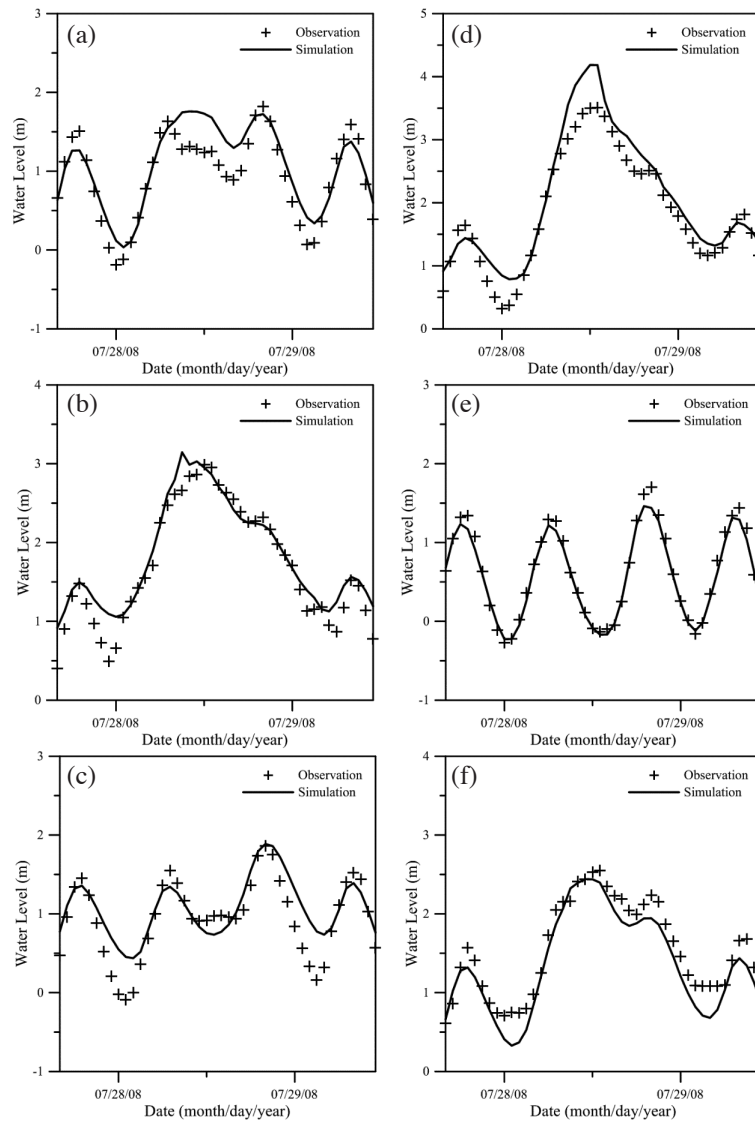 (a)
Observation
Simulation
Water Level (m)
3
2
1
0
-1
07/28/08
07/29/08
Date (month/day/year)
(d)
Observation
Simulation
Water Level (m)
5
4
3
2
1
0
07/28/08
07/29/08
Date (month/day/year)
(b)
Observation
Simulation
Water Level (m)
4
3
2
1
0
07/28/08
07/29/08
Date (month/day/year)
(e)
Observation
Simulation
Water Level (m)
3
2
1
0
-1
07/28/08
07/29/08
Date (month/day/year)
(c)
Observation
Simulation
Water Level (m)
3
2
1
0
-1
07/28/08
07/29/08
Date (month/day/year)
(f)
Observation
Simulation
Water Level (m)
4
3
2
1
0
07/28/08
07/29/08
Date (month/day/year)